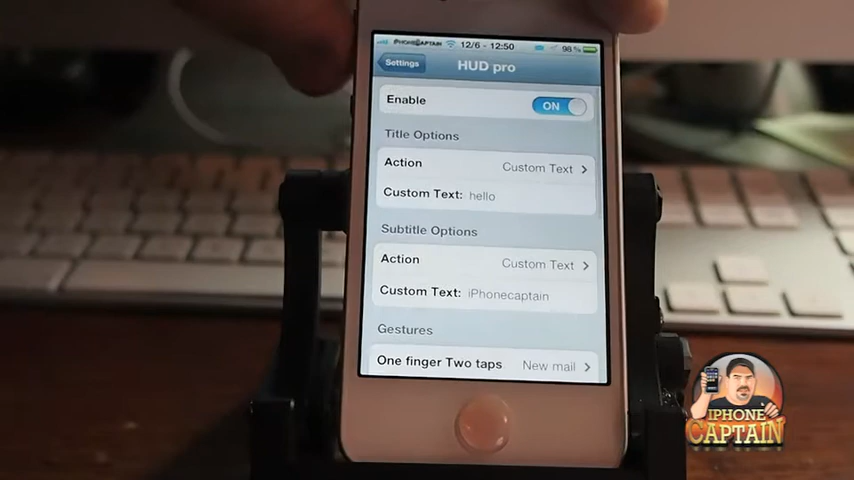 iPHONECAPTAIN 12/6 - 12:50 98%
Settings HUD pro
Enable ON
Title Options
Action Custom Text
Custom Text: hello
Subtitle Options
Action Custom Text
Custom Text: iPhonecaptain
Gestures
One finger Two taps New mail
IPHONE
CAPTAIN